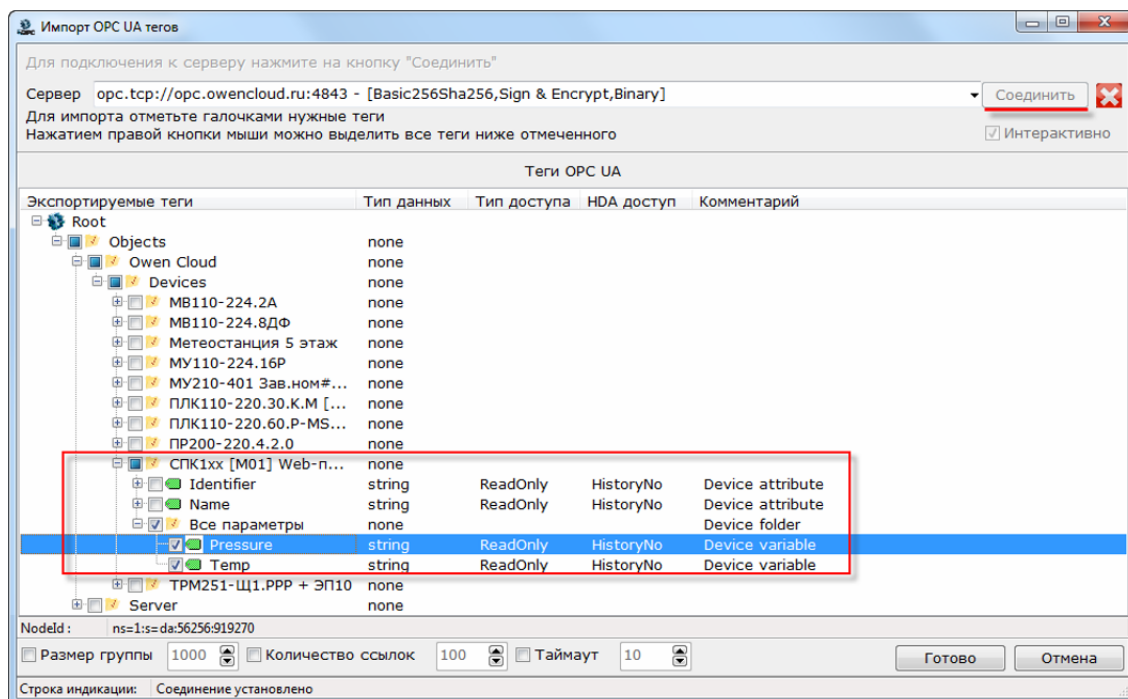 Импорт OPC UA тегов
Для подключения к серверу нажмите на кнопку "Соединить"
Сервер opc.tcp://opc.owencloud.ru:4843 - [Basic256Sha256,Sign & Encrypt,Binary] Соединить
Для импорта отметьте галочками нужные теги
Нажатием правой кнопки мыши можно выделить все теги ниже отмеченного Интерактивно
Теги OPC UA
Экспортируемые теги Тип данных Тип доступа HDA доступ Комментарий
Root
Objects none
Owen Cloud none
Devices none
МВ110-224.2А none
МВ110-224.8ДФ none
Метеостанция 5 этаж none
МУ110-224.16Р none
МУ210-401 Зав.ном#... none
ПЛК110-220.30.К.М [... none
ПЛК110-220.60.Р-MS... none
ПР200-220.4.2.0 none
СПК1хх [М01] Web-п... none
Identifier string ReadOnly HistoryNo Device attribute
Name string ReadOnly HistoryNo Device attribute
Все параметры none Device folder
Pressure string ReadOnly HistoryNo Device variable
Temp string ReadOnly HistoryNo Device variable
ТРМ251-Щ1.РРР + ЭП10 none
Server none
NodeId : ns=1:s=da:56256:919270
Размер группы 1000 Количество ссылок 100 Таймаут 10 Готово Отмена
Строка индикации: Соединение установлено